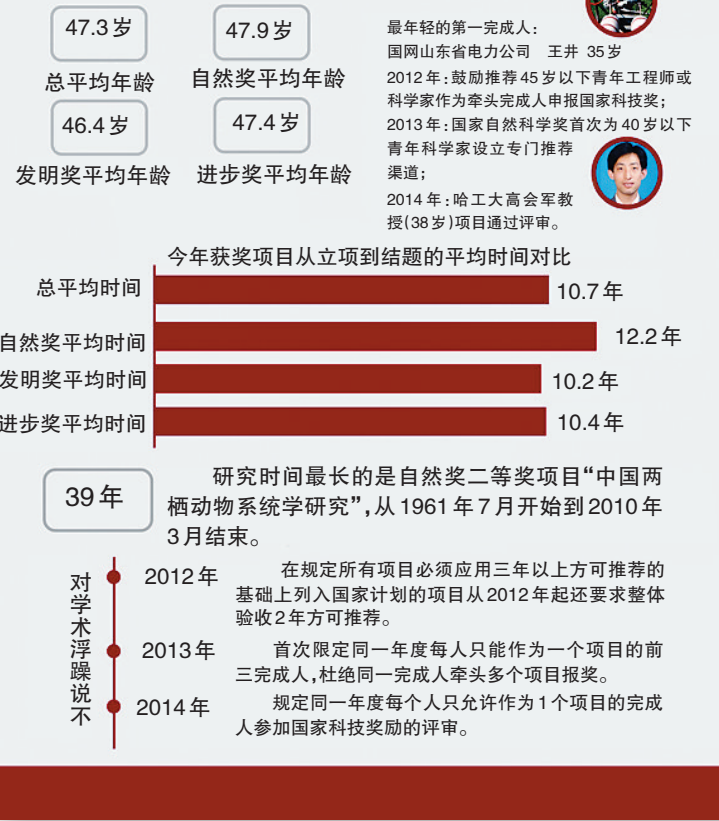 47.3岁
47.9岁
总平均年龄
自然奖平均年龄
46.4岁
47.4岁
发明奖平均年龄
进步奖平均年龄
最年轻的第一完成人：
国网山东省电力公司 王井 35岁
2012年：鼓励推荐45岁以下青年工程师或
科学家作为牵头完成人申报国家科技奖；
2013年：国家自然科学奖首次为40岁以下
青年科学家设立专门推荐
渠道；
2014年：哈工大高会军教
授(38岁)项目通过评审。
今年获奖项目从立项到结题的平均时间对比
总平均时间 10.7年
自然奖平均时间 12.2年
发明奖平均时间 10.2年
进步奖平均时间 10.4年
39年
研究时间最长的是自然奖二等奖项目“中国两
栖动物系统学研究”,从1961年7月开始到2010年
3月结束。
对学术浮躁说不
2012年
在规定所有项目必须应用三年以上方可推荐的
基础上列入国家计划的项目从2012年起还要求整体
验收2年方可推荐。
2013年
首次限定同一年度每人只能作为一个项目的前
三完成人,杜绝同一完成人牵头多个项目报奖。
2014年
规定同一年度每个人只允许作为1个项目的完成
人参加国家科技奖励的评审。